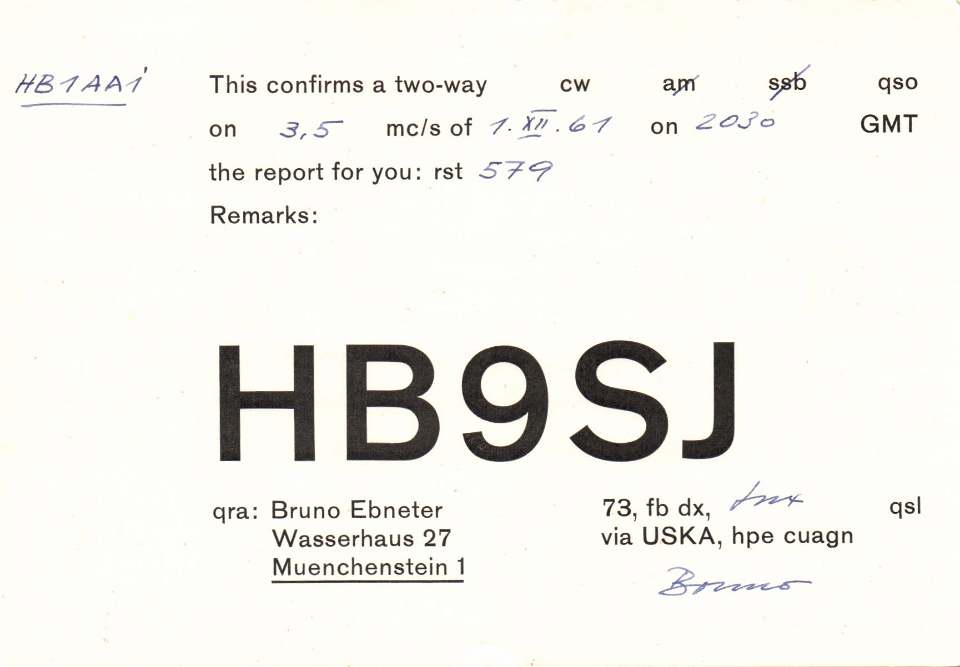 HB1AAi
This confirms a two-way cw am ssb qso
on 3,5 mc/s of 1.XII.61 on 2030 GMT
the report for you: rst 579
Remarks:
HB9SJ
qra: Bruno Ebneter
Wasserhaus 27
Muenchenstein 1
73, fb dx, tnx qsl
via USKA, hpe cuagn
Bruno